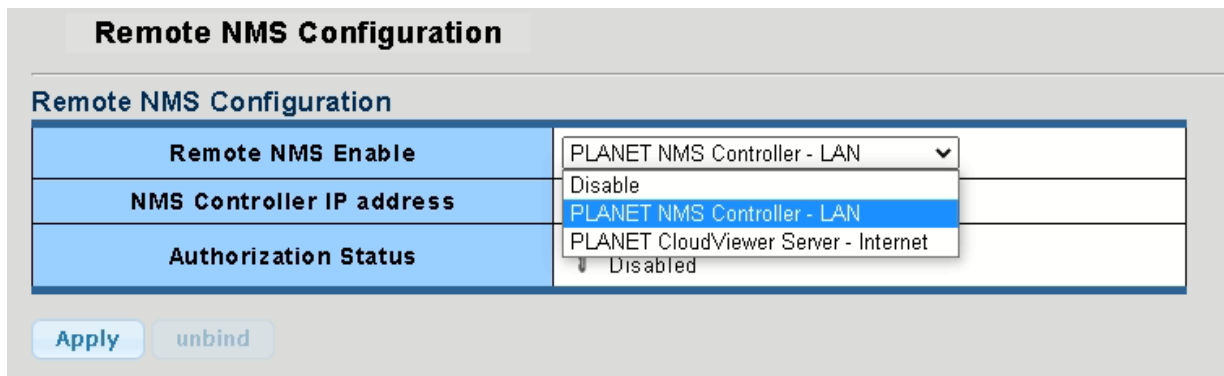 Remote NMS Configuration
Remote NMS Configuration
Remote NMS Enable
PLANET NMS Controller - LAN
Disable
NMS Controller IP address
PLANET NMS Controller - LAN
PLANET CloudViewer Server - Internet
Authorization Status
Disabled
Apply
unbind